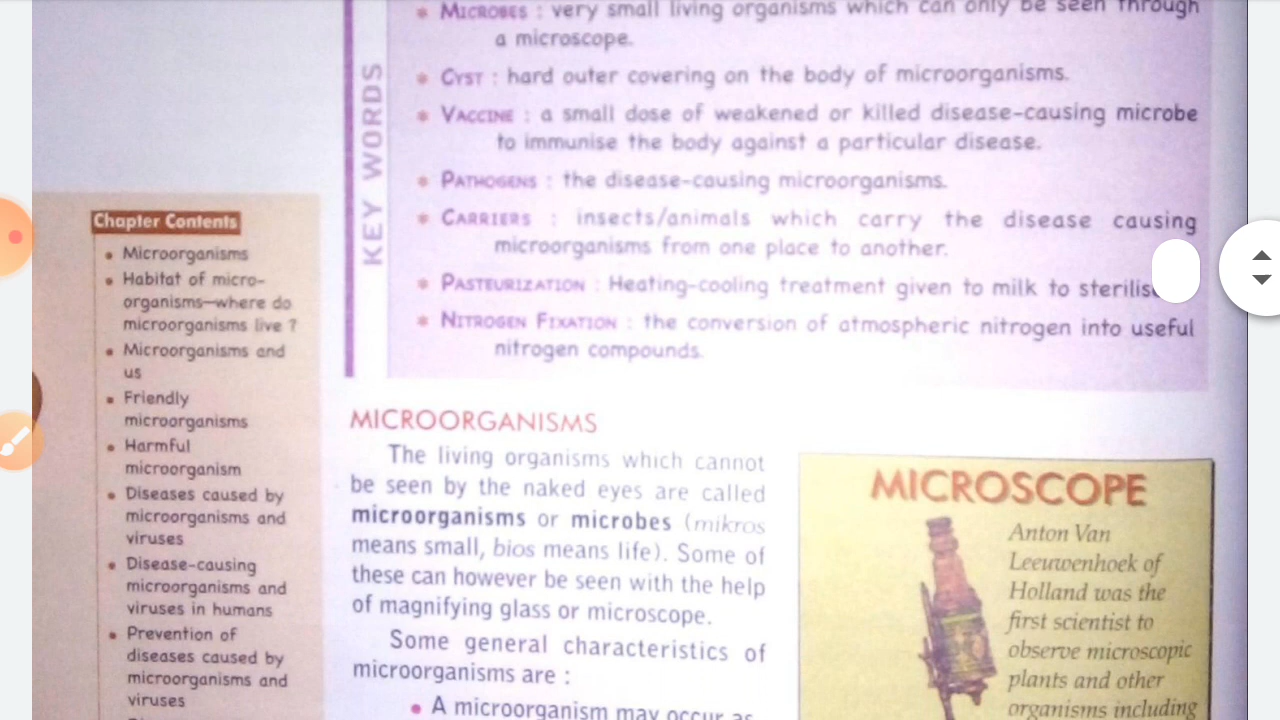 MICROBES : very small living organisms which can only be seen through
a microscope.
CYST : hard outer covering on the body of microorganisms.
VACCINE : a small dose of weakened or killed disease-causing microbe
to immunise the body against a particular disease.
PATHOGENS : the disease-causing microorganisms.
CARRIERS : insects/animals which carry the disease causing
microorganisms from one place to another.
PASTEURIZATION : Heating-cooling treatment given to milk to
NITROGEN FIXATION : the conversion of atmospheric nitrogen into useful
nitrogen compounds.
KEY WORDS
Chapter Contents
Microorganisms
Habitat of micro-
organisms—where do
microorganisms live ?
Microorganisms and
us
Friendly
microorganisms
Harmful
microorganism
Diseases caused by
microorganisms and
viruses
Disease-causing
microorganisms and
viruses in humans
Prevention of
diseases caused by
microorganisms and
viruses
MICROORGANISMS
The living organisms which cannot
be seen by the naked eyes are called
microorganisms or microbes (mikros
means small, bios means life). Some of
these can however be seen with the help
of magnifying glass or microscope.
Some general characteristics of
microorganisms are :
A microorganism may occur as
MICROSCOPE
Anton Van
Leeuwenhoek of
Holland was the
first scientist to
observe microscopic
plants and other
organisms including